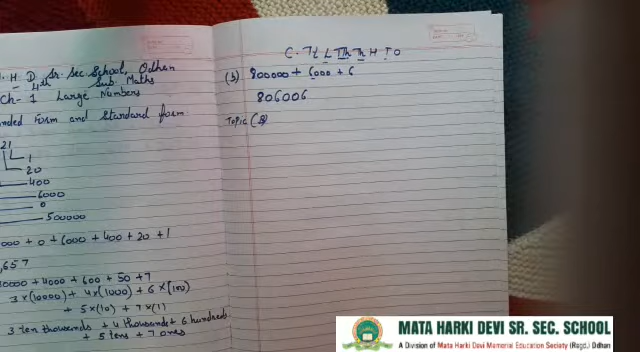 H. D. Sr. Sec. School, Odhan
4th Sub. Maths
Ch- 1 Large Numbers
nded Form and Standard form
21
1
20
400
6000
0
500000
000 + 0 + 6000 + 400 + 20 + 1
,657
30000 + 4000 + 600 + 50 + 7
3 x (10000) + 4 x (1000) + 6 x (100)
+ 5 x (10) + 7 x (1)
3 ten thousands + 4 thousands + 6 hundreds
+ 5 tens + 7 ones
C TL L TTh Th H T O
(b) 800000 + 6000 + 6
806006
Topic (B)
MATA HARKI DEVI SR. SEC. SCHOOL
A Division of Mata Harki Devi Memorial Education Society (Regd.) Odhan